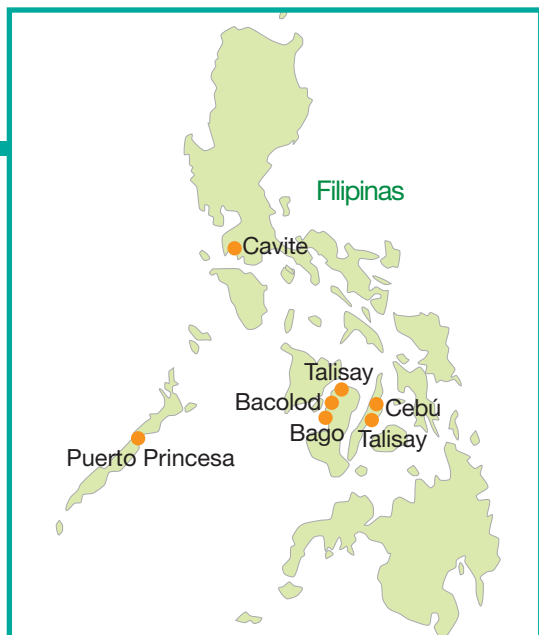 Filipinas
Cavite
Talisay
Bacolod
Cebú
Bago
Talisay
Puerto Princesa